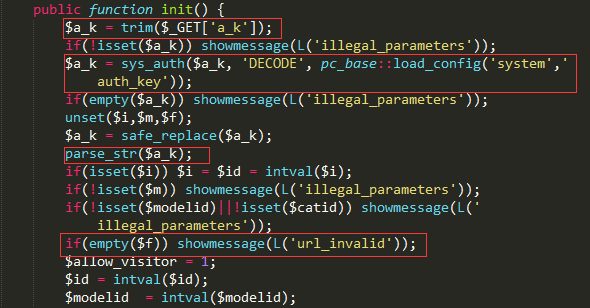 public function init() {
$a_k = trim($_GET['a_k']);
if(!isset($a_k)) showmessage(L('illegal_parameters'));
$a_k = sys_auth($a_k, 'DECODE', pc_base::load_config('system','
auth_key'));
if(empty($a_k)) showmessage(L('illegal_parameters'));
unset($i,$m,$f);
$a_k = safe_replace($a_k);
parse_str($a_k);
if(isset($i)) $i = $id = intval($i);
if(!isset($m)) showmessage(L('illegal_parameters'));
if(!isset($modelid)||!isset($catid)) showmessage(L('
illegal_parameters'));
if(empty($f)) showmessage(L('url_invalid'));
$allow_visitor = 1;
$id = intval($id);
$modelid  = intval($modelid);